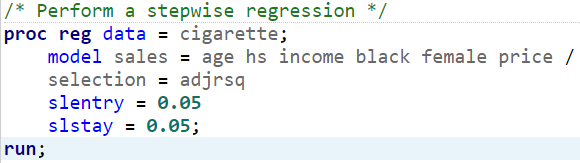 /* Perform a stepwise regression */
proc reg data = cigarette;
model sales = age hs income black female price /
selection = adjrsq
slentry = 0.05
slstay = 0.05;
run;